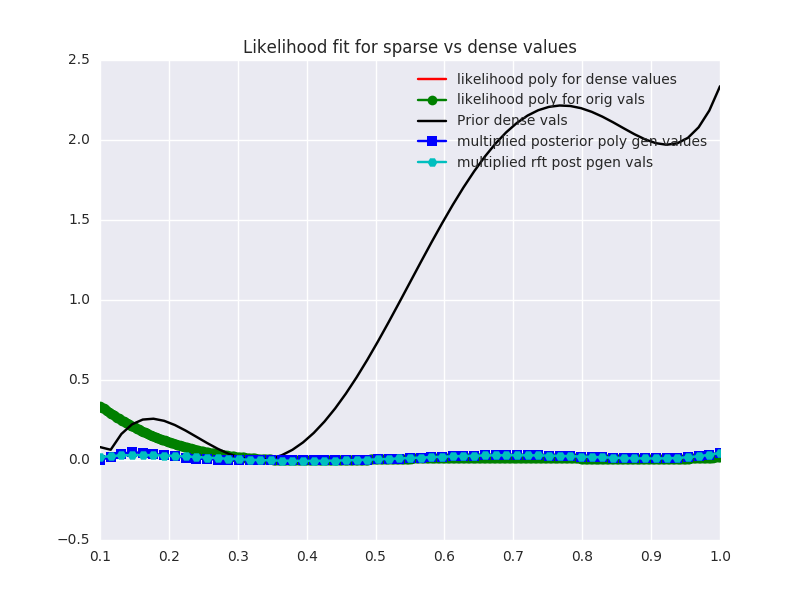 Likelihood fit for sparse vs dense values
likelihood poly for dense values
likelihood poly for orig vals
Prior dense vals
multiplied posterior poly gen values
multiplied rft post pgen vals
2.5
2.0
1.5
1.0
0.5
0.0
−0.5
0.1 0.2 0.3 0.4 0.5 0.6 0.7 0.8 0.9 1.0